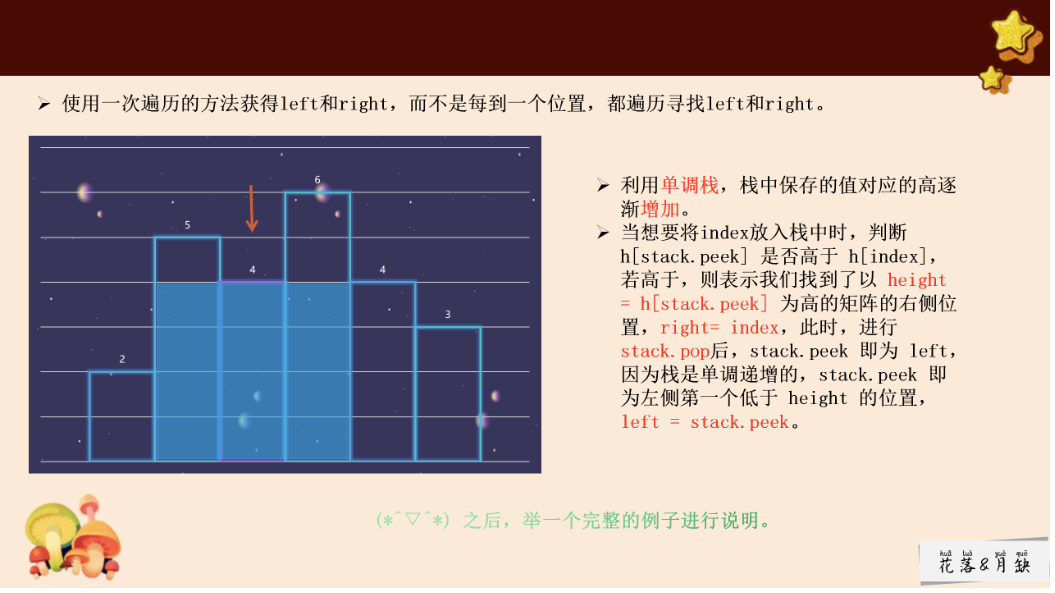 ➢ 使用一次遍历的方法获得left和right，而不是每到一个位置，都遍历寻找left和right。
6
5
4
4
3
2
➢ 利用单调栈，栈中保存的值对应的高逐
渐增加。
➢ 当想要将index放入栈中时，判断
h[stack.peek] 是否高于 h[index]，
若高于，则表示我们找到了以 height
= h[stack.peek] 为高的矩阵的右侧位
置，right= index，此时，进行
stack.pop后，stack.peek 即为 left，
因为栈是单调递增的，stack.peek 即
为左侧第一个低于 height 的位置，
left = stack.peek。
(*^▽^*) 之后，举一个完整的例子进行说明。
huā luò yuè quē
花落&月缺